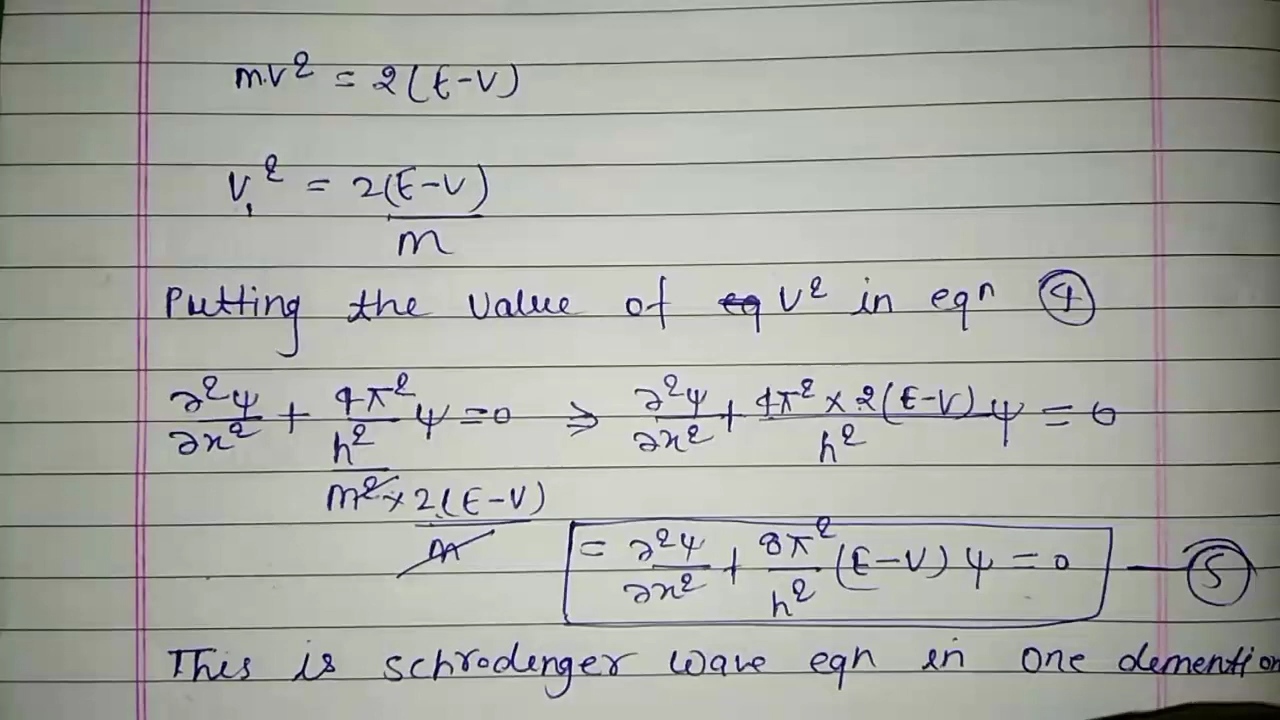 mv² = 2(E-V)
v,² = 2(E-V)
m
Putting the value of eq v² in eqn ④
∂²ψ/∂x² + 4π²/h²/m²×2(E-V)/m ψ =0 ⇒ ∂²ψ/∂x² + 4π² × 2(E-V)/h² ψ = 0
= ∂²ψ/∂x² + 8π²/h² (E-V) ψ = 0 — ⑤
This is schrodenger wave eqn in one demention